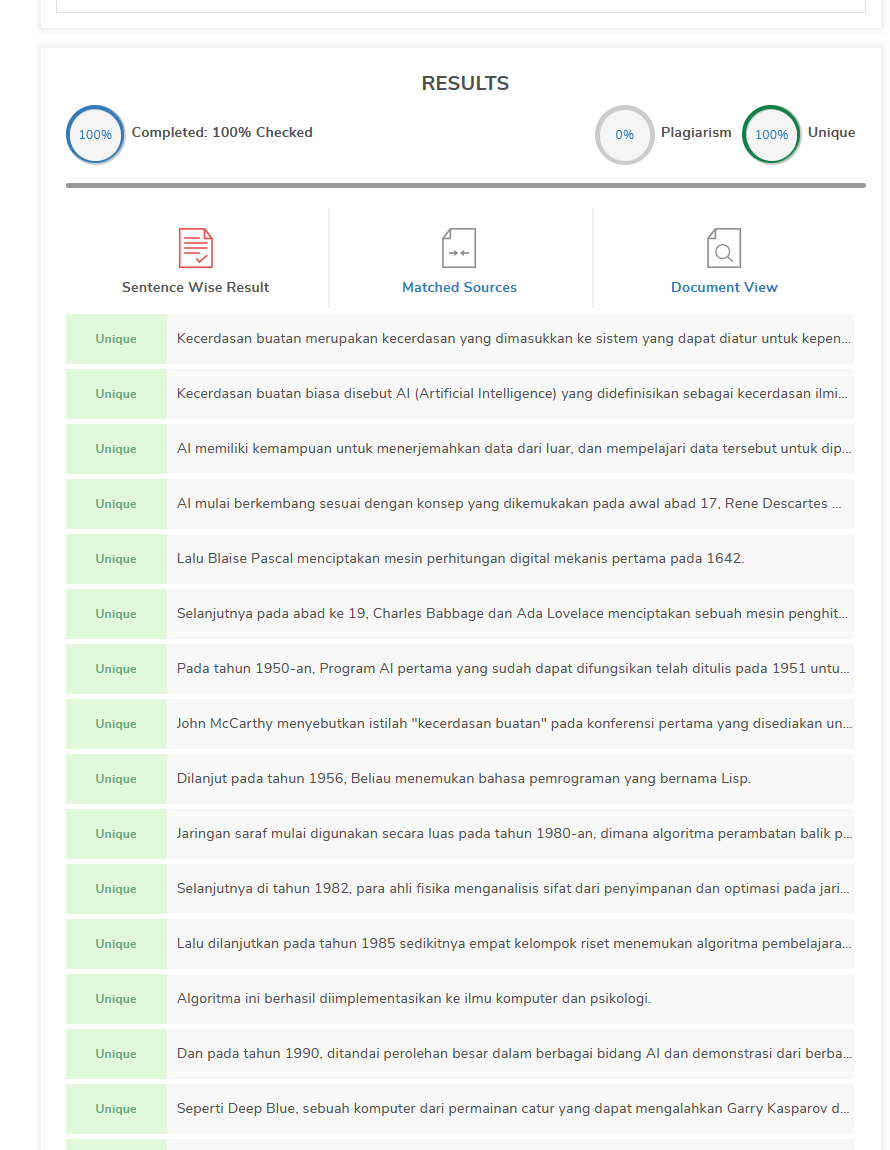 RESULTS
100% Completed: 100% Checked 0% Plagiarism 100% Unique
Sentence Wise Result Matched Sources Document View
Unique Kecerdasan buatan merupakan kecerdasan yang dimasukkan ke sistem yang dapat diatur untuk kepen...
Unique Kecerdasan buatan biasa disebut AI (Artificial Intelligence) yang didefinisikan sebagai kecerdasan ilmi...
Unique AI memiliki kemampuan untuk menerjemahkan data dari luar, dan mempelajari data tersebut untuk dip...
Unique AI mulai berkembang sesuai dengan konsep yang dikemukakan pada awal abad 17, Rene Descartes ...
Unique Lalu Blaise Pascal menciptakan mesin perhitungan digital mekanis pertama pada 1642.
Unique Selanjutnya pada abad ke 19, Charles Babbage dan Ada Lovelace menciptakan sebuah mesin penghit...
Unique Pada tahun 1950-an, Program AI pertama yang sudah dapat difungsikan telah ditulis pada 1951 untu...
Unique John McCarthy menyebutkan istilah "kecerdasan buatan" pada konferensi pertama yang disediakan un...
Unique Dilanjut pada tahun 1956, Beliau menemukan bahasa pemrograman yang bernama Lisp.
Unique Jaringan saraf mulai digunakan secara luas pada tahun 1980-an, dimana algoritma perambatan balik p...
Unique Selanjutnya di tahun 1982, para ahli fisika menganalisis sifat dari penyimpanan dan optimasi pada jari...
Unique Lalu dilanjutkan pada tahun 1985 sedikitnya empat kelompok riset menemukan algoritma pembelajara...
Unique Algoritma ini berhasil diimplementasikan ke ilmu komputer dan psikologi.
Unique Dan pada tahun 1990, ditandai perolehan besar dalam berbagai bidang AI dan demonstrasi dari berba...
Unique Seperti Deep Blue, sebuah komputer dari permainan catur yang dapat mengalahkan Garry Kasparov d...